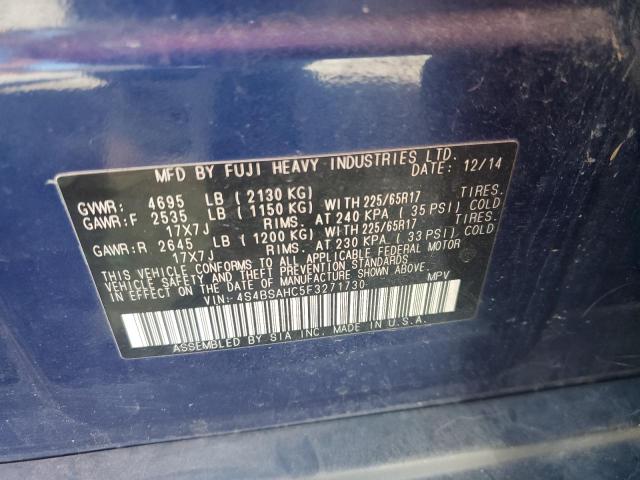 MFD BY FUJI HEAVY INDUSTRIES LTD.
DATE: 12/14
GVWR: 4695 LB ( 2130 KG)
GAWR:F 2535 LB ( 1150 KG) WITH 225/65R17 TIRES.
17X7J RIMS. AT 240 KPA ( 35 PSI) COLD
GAWR:R 2645 LB ( 1200 KG) WITH 225/65R17 TIRES.
17X7J RIMS. AT 230 KPA ( 33 PSI) COLD
THIS VEHICLE CONFORMS TO ALL APPLICABLE FEDERAL MOTOR
VEHICLE SAFETY AND THEFT PREVENTION STANDARDS
IN EFFECT ON THE DATE OF MANUFACTURE SHOWN ABOVE.
VIN: 4S4BSAHC5F3271730 MPV
ASSEMBLED BY SIA INC. MADE IN U.S.A.